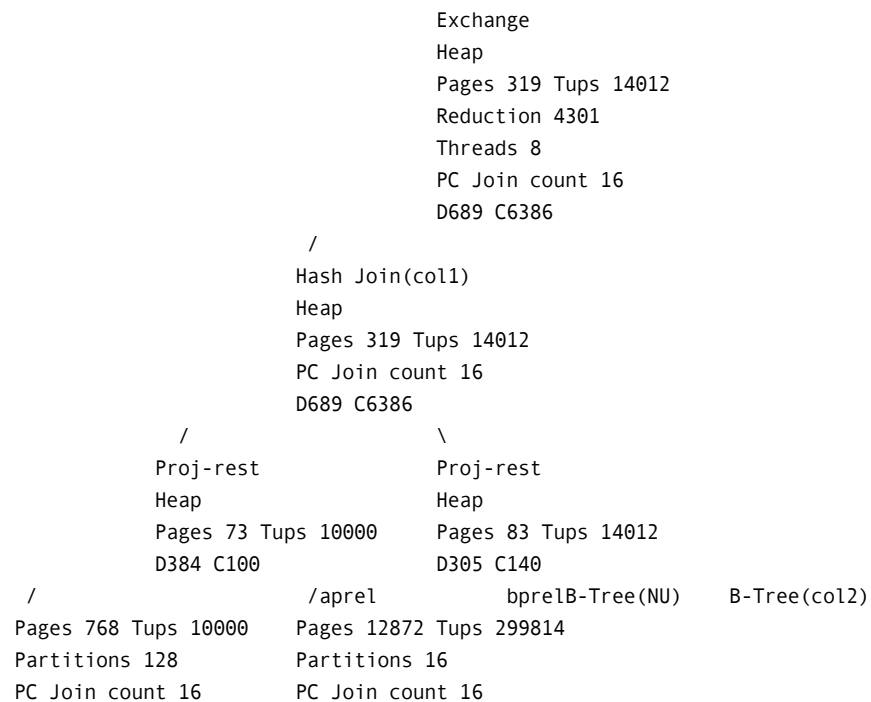 Exchange
Heap
Pages 319 Tups 14012
Reduction 4301
Threads 8
PC Join count 16
D689 C6386
/
Hash Join(col1)
Heap
Pages 319 Tups 14012
PC Join count 16
D689 C6386
/ \
Proj-rest Proj-rest
Heap Heap
Pages 73 Tups 10000 Pages 83 Tups 14012
D384 C100 D305 C140
/ /aprel bprelB-Tree(NU) B-Tree(col2)
Pages 768 Tups 10000 Pages 12872 Tups 299814
Partitions 128 Partitions 16
PC Join count 16 PC Join count 16